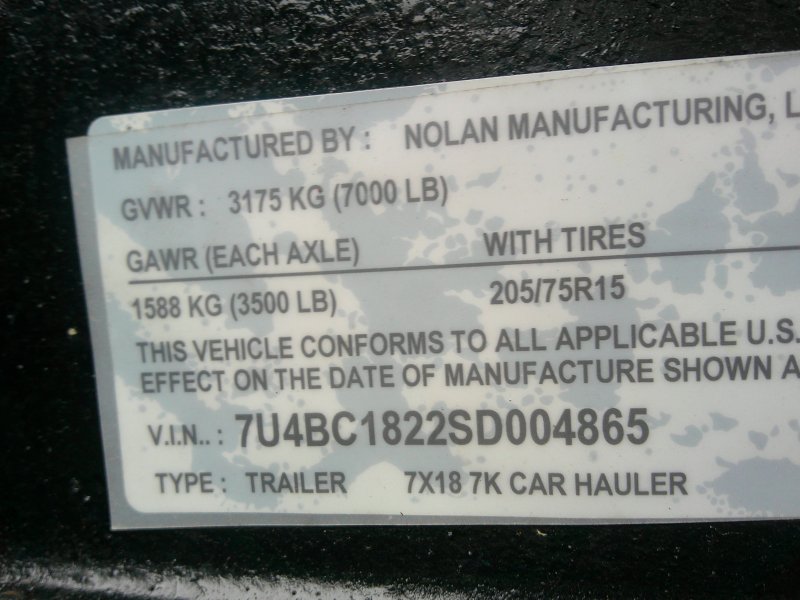 MANUFACTURED BY : NOLAN MANUFACTURING, L
GVWR : 3175 KG (7000 LB)
GAWR (EACH AXLE) WITH TIRES
1588 KG (3500 LB) 205/75R15
THIS VEHICLE CONFORMS TO ALL APPLICABLE U.S.
EFFECT ON THE DATE OF MANUFACTURE SHOWN A
V.I.N.. : 7U4BC1822SD004865
TYPE : TRAILER 7X18 7K CAR HAULER